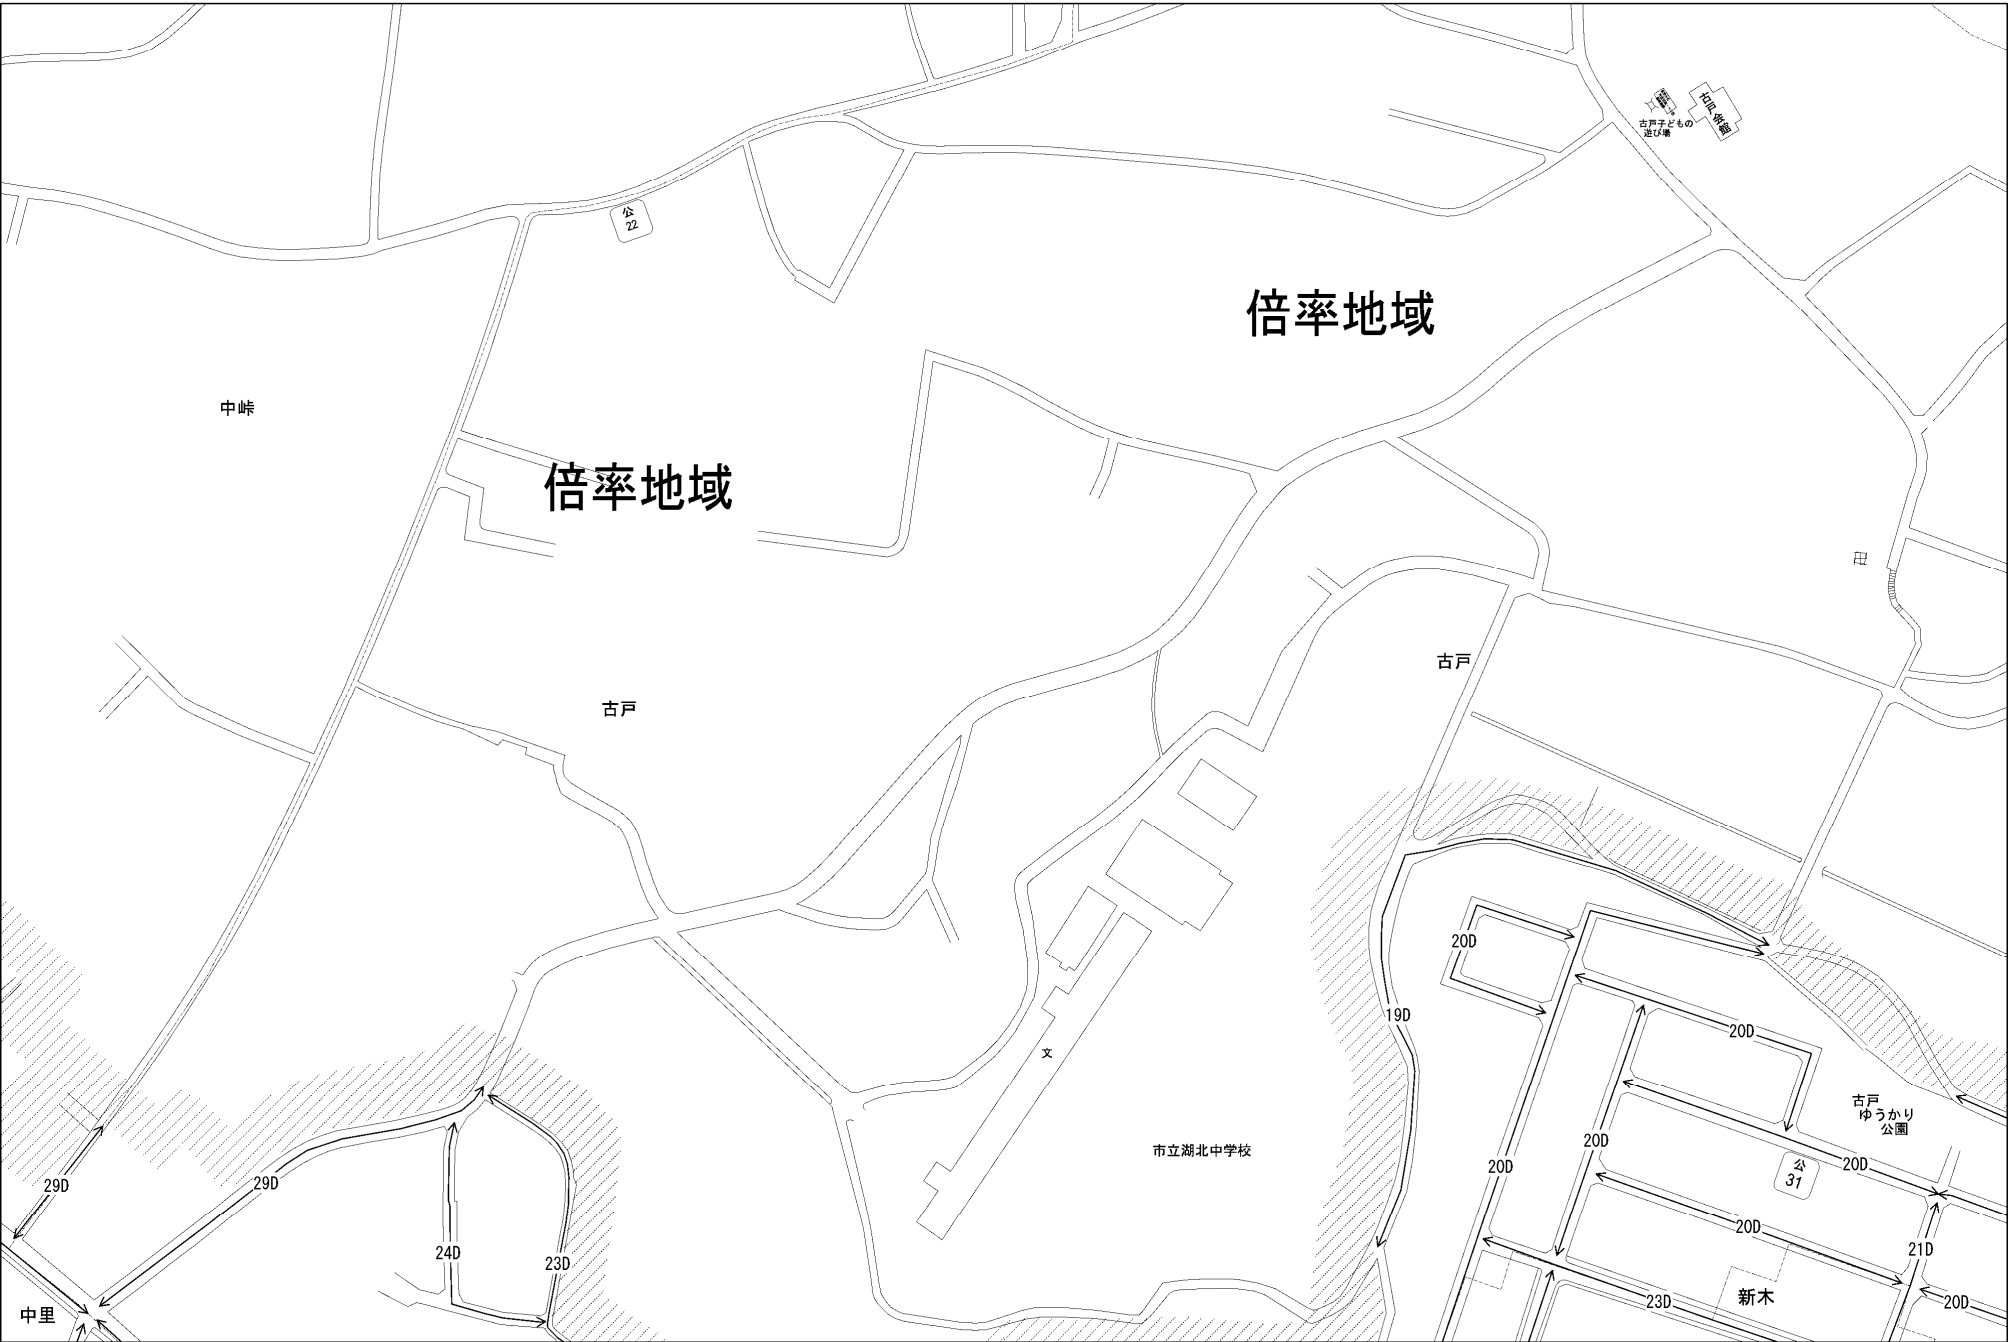 古戸会館
古戸子どもの
遊び場
公
22
倍率地域
中峠
倍率地域
古戸
古戸
20D
19D
20D
文
古戸
ゆうかり
公園
市立湖北中学校
20D
20D
20D
公
31
29D
29D
20D
24D
23D
21D
新木
23D
20D
中里